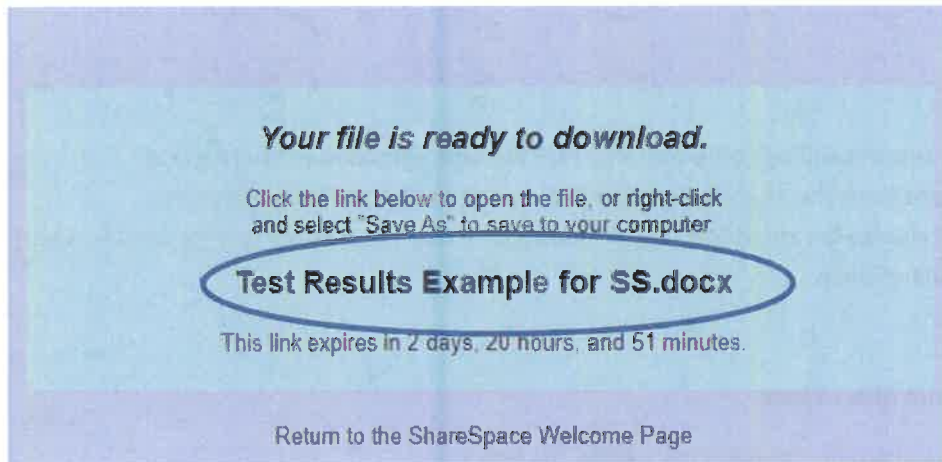 Your file is ready to download.
Click the link below to open the file, or right-click
and select "Save As" to save to your computer
Test Results Example for SS.docx
This link expires in 2 days, 20 hours, and 51 minutes.
Return to the ShareSpace Welcome Page